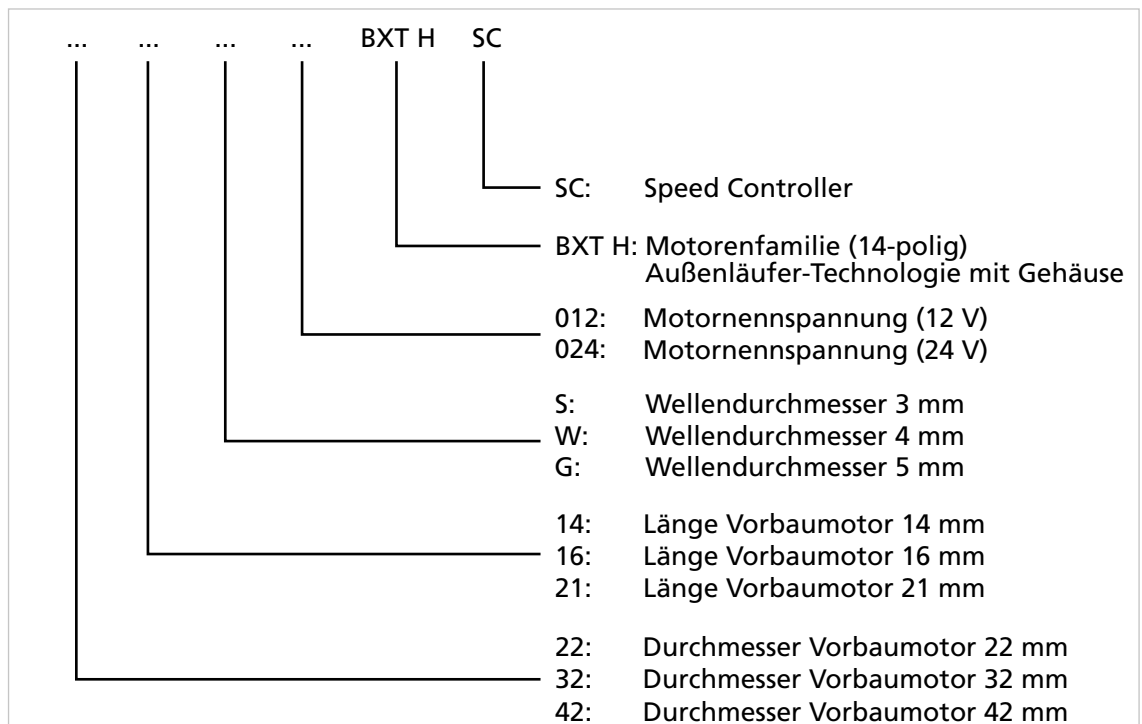 ... ... ... ... BXT H SC
SC: Speed Controller
BXT H: Motorenfamilie (14-polig)
Außenläufer-Technologie mit Gehäuse
012: Motornennspannung (12 V)
024: Motornennspannung (24 V)
S: Wellendurchmesser 3 mm
W: Wellendurchmesser 4 mm
G: Wellendurchmesser 5 mm
14: Länge Vorbaumotor 14 mm
16: Länge Vorbaumotor 16 mm
21: Länge Vorbaumotor 21 mm
22: Durchmesser Vorbaumotor 22 mm
32: Durchmesser Vorbaumotor 32 mm
42: Durchmesser Vorbaumotor 42 mm